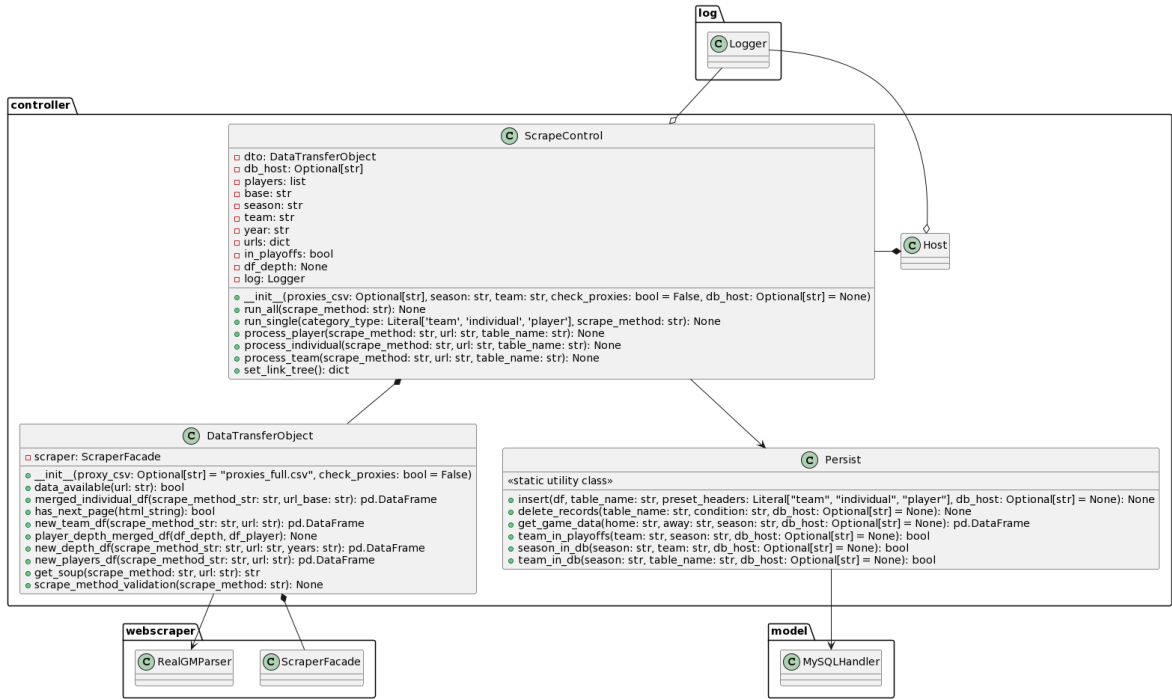 log
C Logger
controller
C ScrapeControl
dto: DataTransferObject
db_host: Optional[str]
players: list
base: str
season: str
team: str
year: str
urls: dict
in_playoffs: bool
df_depth: None
log: Logger
__init__(proxies_csv: Optional[str], season: str, team: str, check_proxies: bool = False, db_host: Optional[str] = None)
run_all(scrape_method: str): None
run_single(category_type: Literal['team', 'individual', 'player'], scrape_method: str): None
process_player(scrape_method: str, url: str, table_name: str): None
process_individual(scrape_method: str, url: str, table_name: str): None
process_team(scrape_method: str, url: str, table_name: str): None
set_link_tree(): dict
C Host
C DataTransferObject
scraper: ScraperFacade
__init__(proxy_csv: Optional[str] = "proxies_full.csv", check_proxies: bool = False)
data_available(url: str): bool
merged_individual_df(scrape_method_str: str, url_base: str): pd.DataFrame
has_next_page(html_string): bool
new_team_df(scrape_method_str: str, url: str): pd.DataFrame
player_depth_merged_df(df_depth, df_player): None
new_depth_df(scrape_method_str: str, url: str, years: str): pd.DataFrame
new_players_df(scrape_method_str: str, url: str): pd.DataFrame
get_soup(scrape_method: str, url: str): str
scrape_method_validation(scrape_method: str): None
C Persist
«static utility class»
insert(df, table_name: str, preset_headers: Literal["team", "individual", "player"], db_host: Optional[str] = None): None
delete_records(table_name: str, condition: str, db_host: Optional[str] = None): None
get_game_data(home: str, away: str, season: str, db_host: Optional[str] = None): pd.DataFrame
team_in_playoffs(team: str, season: str, db_host: Optional[str] = None): bool
season_in_db(season: str, team: str, db_host: Optional[str] = None): bool
team_in_db(season: str, table_name: str, db_host: Optional[str] = None): bool
webscraper
C RealGMParser
C ScraperFacade
model
C MySQLHandler